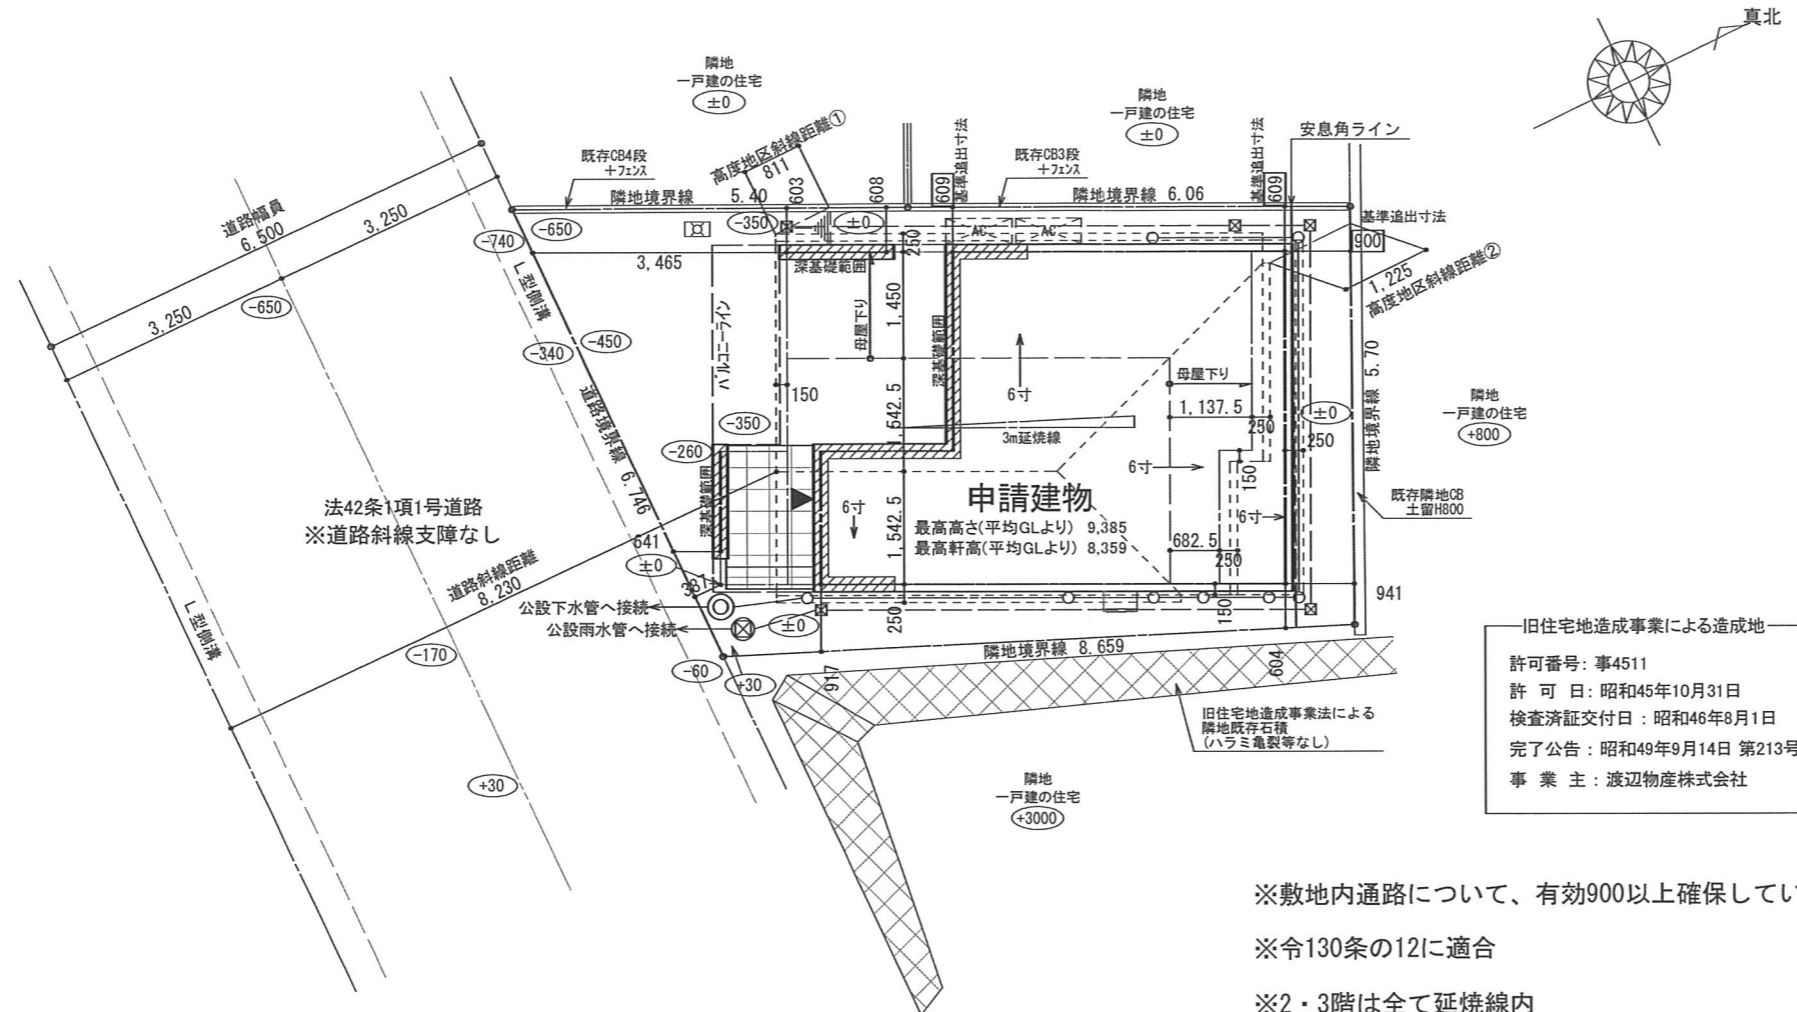 真北
隣地
一戸建の住宅
±0
隣地
一戸建の住宅
±0
安息角ライン
高度地区斜線距離①
811
既存CB4段
+フェンス
既存CB3段
+フェンス
隣地境界線 5.40
603
608
609
基準追出寸法
隣地境界線 6.06
基準追出寸法
609
基準追出寸法
900
道路幅員
6,500
3,250
3,250
-650
-740
-650
-350
±0
AC
AC
250
3,465
深基礎範囲
1,225
高度地区斜線距離②
L型側溝
-340
-450
バルコニーライン
母屋下り
1,450
深基礎範囲
6寸
母屋下り
1,137.5
250
±0
250
150
1,542.5
3m延焼線
隣地境界線 5.70
隣地
一戸建の住宅
+800
道路境界線 6.746
-350
-260
深基礎範囲
6寸
150
既存隣地CB
土留H800
法42条1項1号道路
※道路斜線支障なし
申請建物
最高高さ(平均GLより) 9,385
最高軒高(平均GLより) 8,359
6寸
1,542.5
6寸
682.5
250
641
±0
387
道路斜線距離
8,230
公設下水管へ接続
公設雨水管へ接続
±0
250
150
941
L型側溝
-170
-60
+30
917
隣地境界線 8.659
604
旧住宅地造成事業法による
隣地既存石積
(ハラミ亀裂等なし)
+30
隣地
一戸建の住宅
+3000
旧住宅地造成事業による造成地
許可番号: 事4511
許 可 日: 昭和45年10月31日
検査済証交付日 : 昭和46年8月1日
完了公告 : 昭和49年9月14日 第213号
事 業 主 : 渡辺物産株式会社
※敷地内通路について、有効900以上確保してい
※令130条の12に適合
※2・3階は全て延焼線内